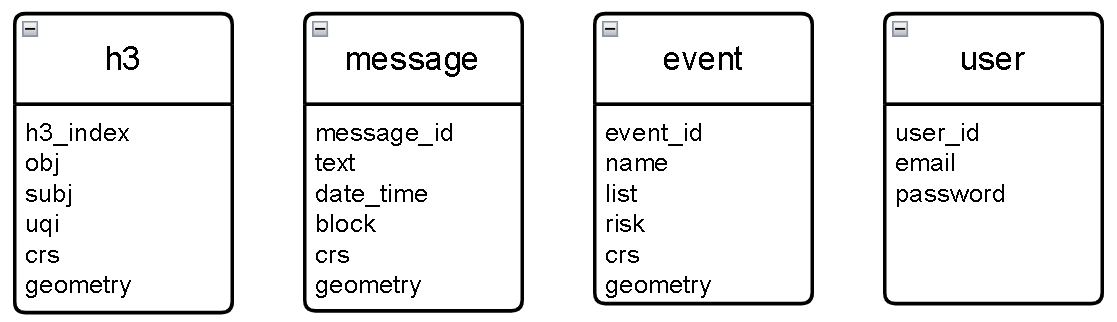 h3
h3_index
obj
subj
uqi
crs
geometry
message
message_id
text
date_time
block
crs
geometry
event
event_id
name
list
risk
crs
geometry
user
user_id
email
password